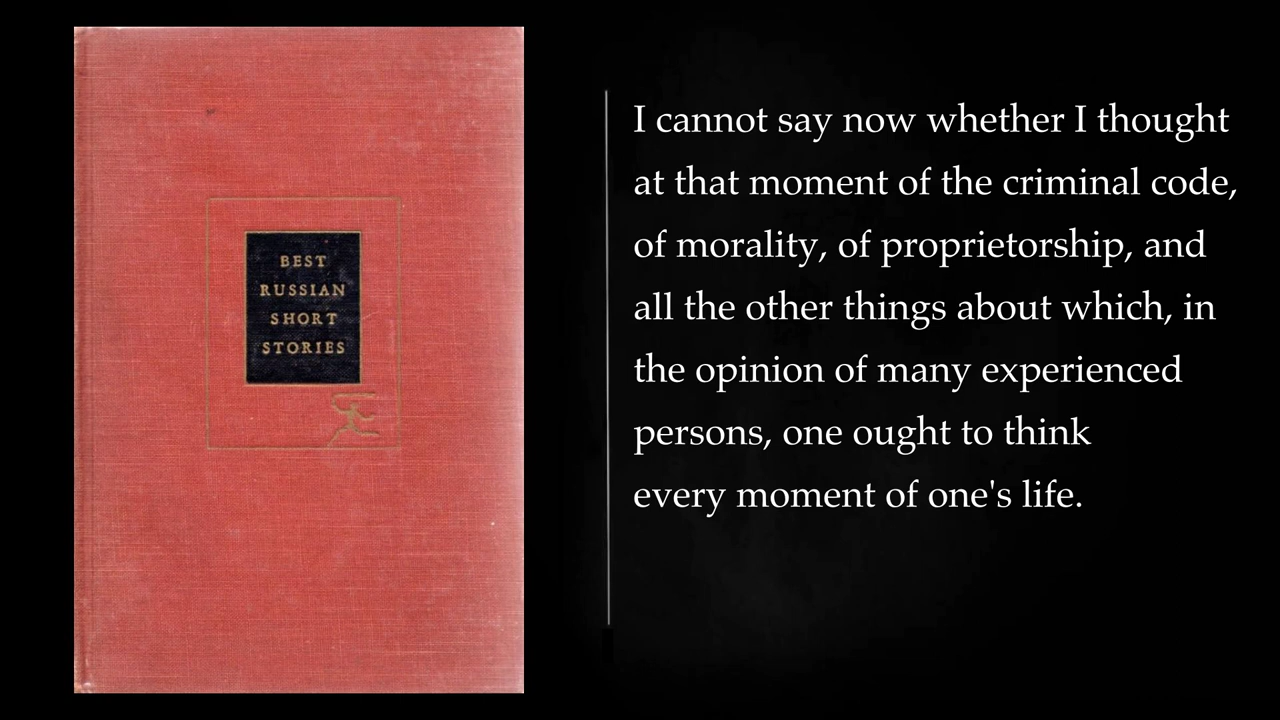 BEST
RUSSIAN
SHORT
STORIES
I cannot say now whether I thought
at that moment of the criminal code,
of morality, of proprietorship, and
all the other things about which, in
the opinion of many experienced
persons, one ought to think
every moment of one's life.